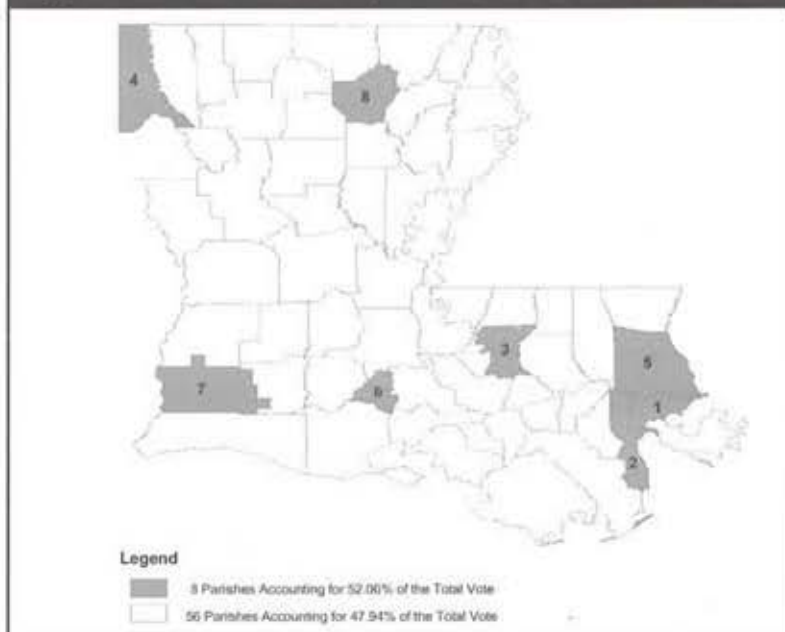 4
8
3
5
7
6
1
2
Legend
8 Parishes Accounting for 52.06% of the Total Vote
56 Parishes Accounting for 47.94% of the Total Vote